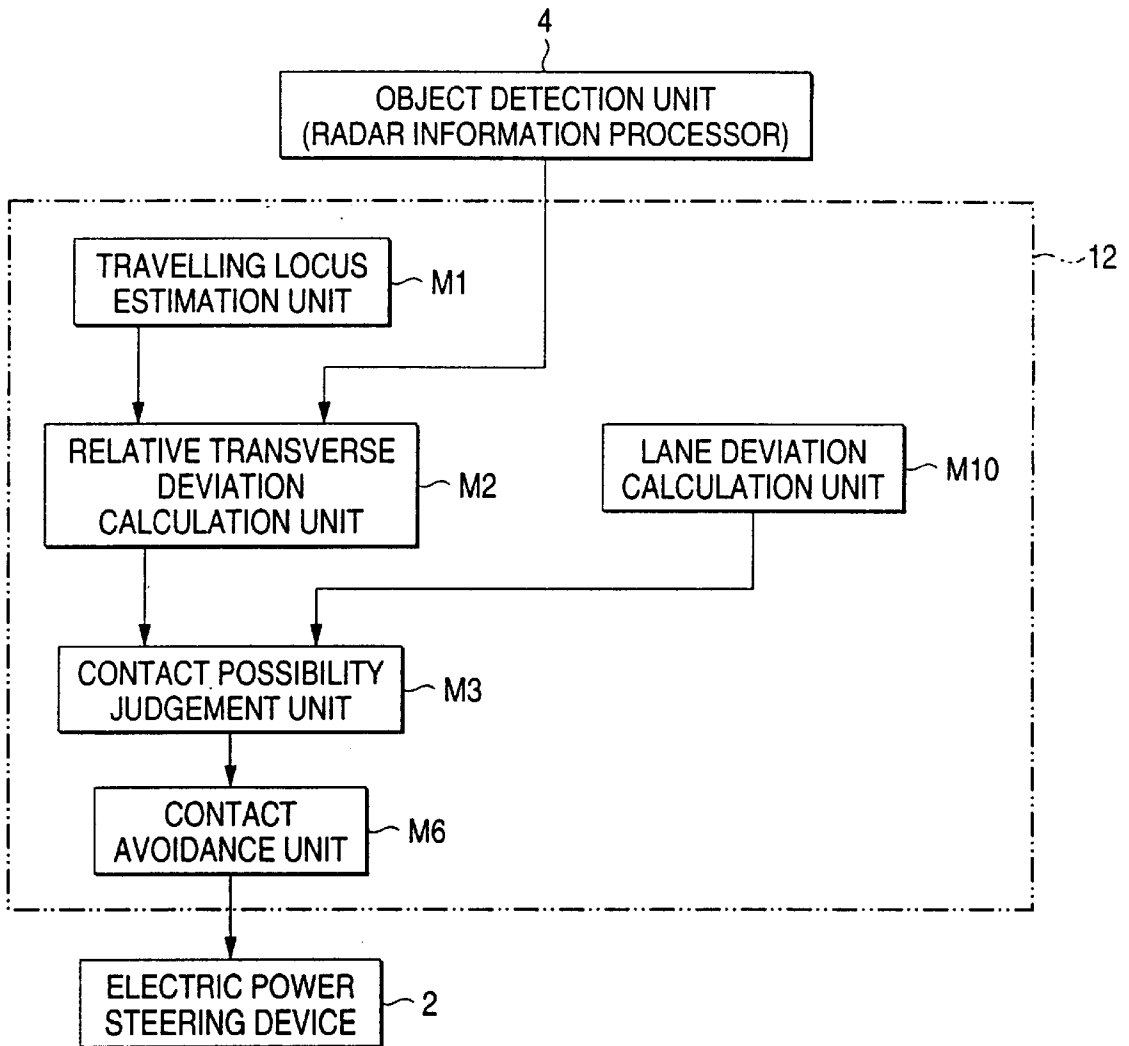 4
OBJECT DETECTION UNIT
(RADAR INFORMATION PROCESSOR)
12
TRAVELLING LOCUS
ESTIMATION UNIT
M1
RELATIVE TRANSVERSE
DEVIATION
CALCULATION UNIT
M2
LANE DEVIATION
CALCULATION UNIT
M10
CONTACT POSSIBILITY
JUDGEMENT UNIT
M3
CONTACT
AVOIDANCE UNIT
M6
ELECTRIC POWER
STEERING DEVICE
2